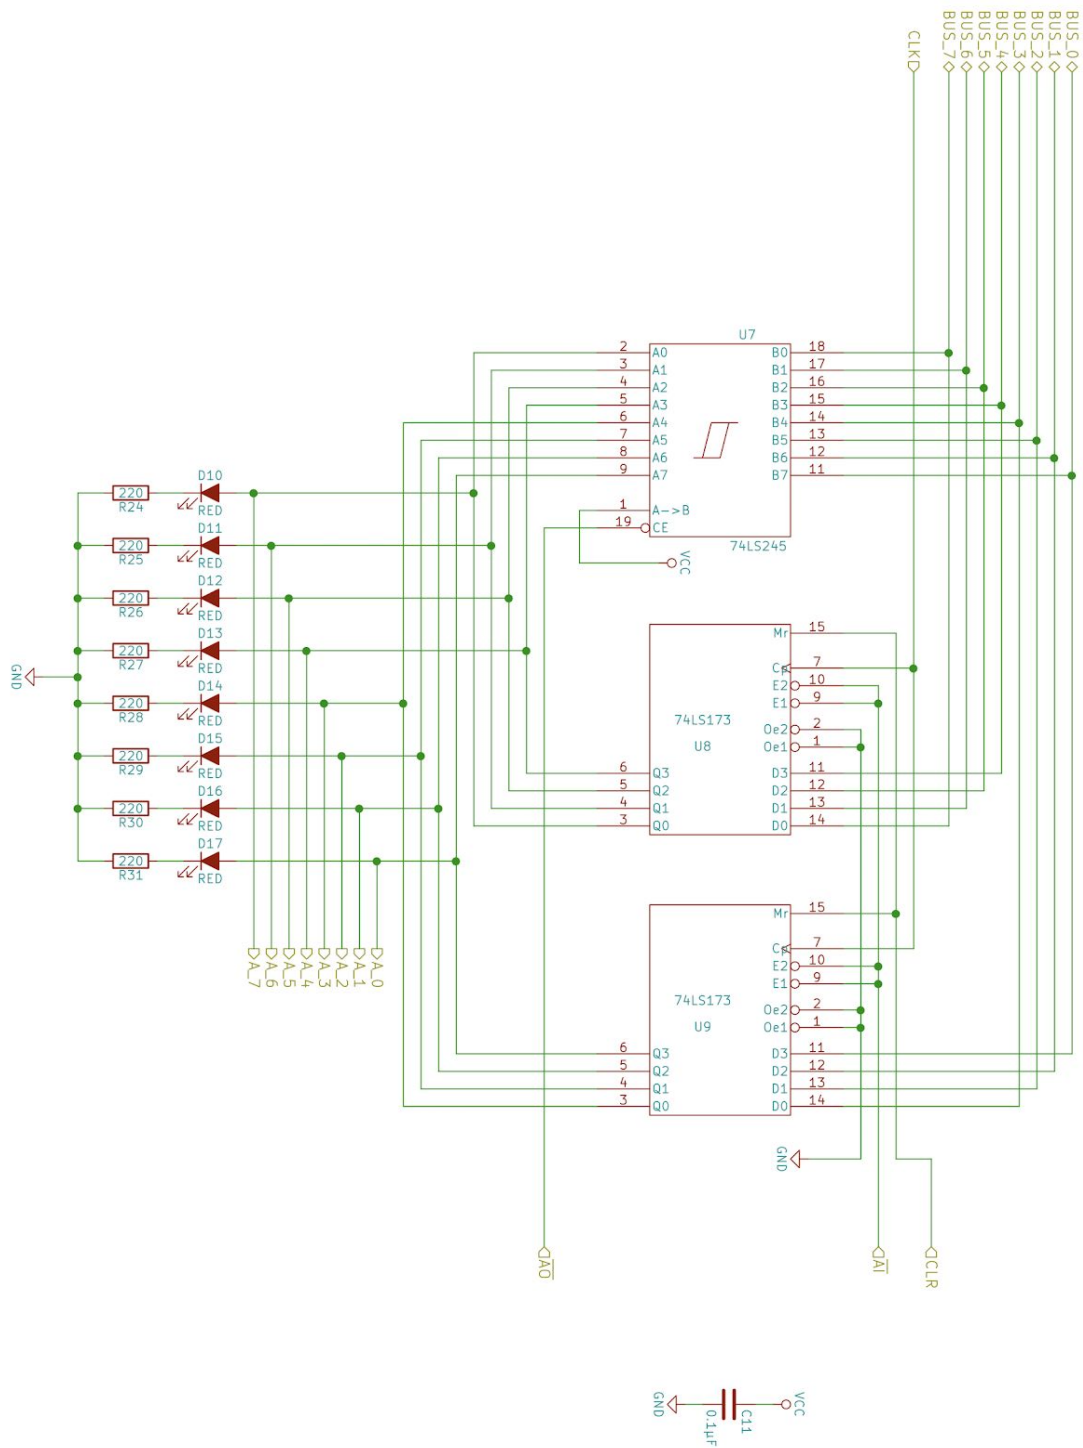 CLK
BUS_7
BUS_6
BUS_5
BUS_4
BUS_3
BUS_2
BUS_1
BUS_0
U7
2 A0 B0 18
3 A1 B1 17
4 A2 B2 16
5 A3 B3 15
6 A4 B4 14
7 A5 B5 13
8 A6 B6 12
9 A7 B7 11
1 A->B
19 CE
74LS245
VCC
D10
220 RED
R24
D11
220 RED
R25
D12
220 RED
R26
D13
220 RED
R27
D14
220 RED
R28
D15
220 RED
R29
D16
220 RED
R30
D17
220 RED
R31
GND
Mr 15
Cp 7
E2 10
E1 9
74LS173
Oe2 2
U8
Oe1 1
6 Q3 D3 11
5 Q2 D2 12
4 Q1 D1 13
3 Q0 D0 14
A_7
A_6
A_5
A_4
A_3
A_2
A_1
A_0
Mr 15
Cp 7
E2 10
E1 9
74LS173
Oe2 2
U9
Oe1 1
6 Q3 D3 11
5 Q2 D2 12
4 Q1 D1 13
3 Q0 D0 14
GND
AO
AI
CLR
GND
0.1µF
C11
VCC